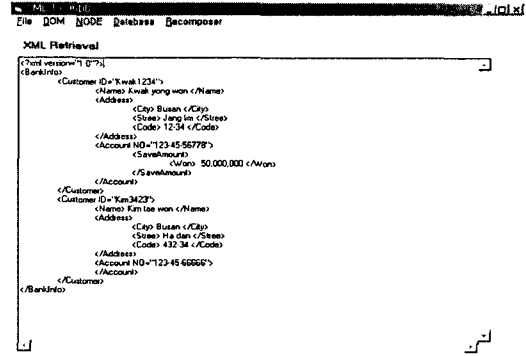 File DOM NODE Database Recomposer
XML Retrieval
<?xml version="1.0"?>
<BankInfo>
<Customer ID="Kwak1234">
<Name> Kwak yong won </Name>
<Address>
<City> Busan </City>
<Stree> Jang lim </Stree>
<Code> 12-34 </Code>
</Address>
<Account NO="123-45-56778">
<SaveAmount>
<Won> 50,000,000 </Won>
</SaveAmount>
</Account>
</Customer>
<Customer ID="Kim3423">
<Name> Kim tae won </Name>
<Address>
<City> Busan </City>
<Stree> Ha dan </Stree>
<Code> 432-34 </Code>
</Address>
<Account NO="123-45-66666">
</Account>
</Customer>
</BankInfo>